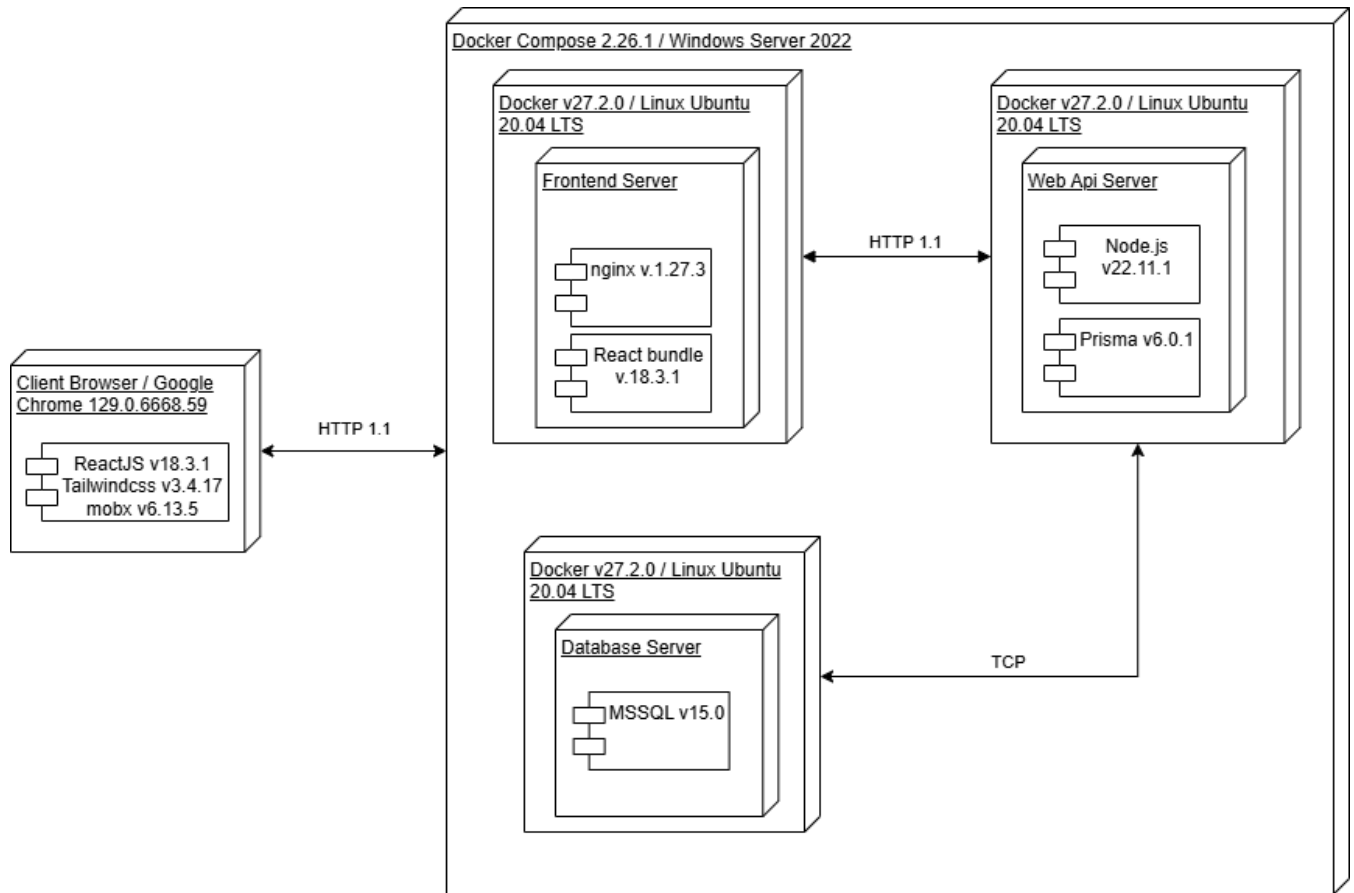 Docker Compose 2.26.1 / Windows Server 2022
Docker v27.2.0 / Linux Ubuntu
20.04 LTS
Frontend Server
nginx v.1.27.3
React bundle
v.18.3.1
HTTP 1.1
Docker v27.2.0 / Linux Ubuntu
20.04 LTS
Web Api Server
Node.js
v22.11.1
Prisma v6.0.1
Client Browser / Google
Chrome 129.0.6668.59
ReactJS v18.3.1
Tailwindcss v3.4.17
mobx v6.13.5
HTTP 1.1
Docker v27.2.0 / Linux Ubuntu
20.04 LTS
Database Server
MSSQL v15.0
TCP